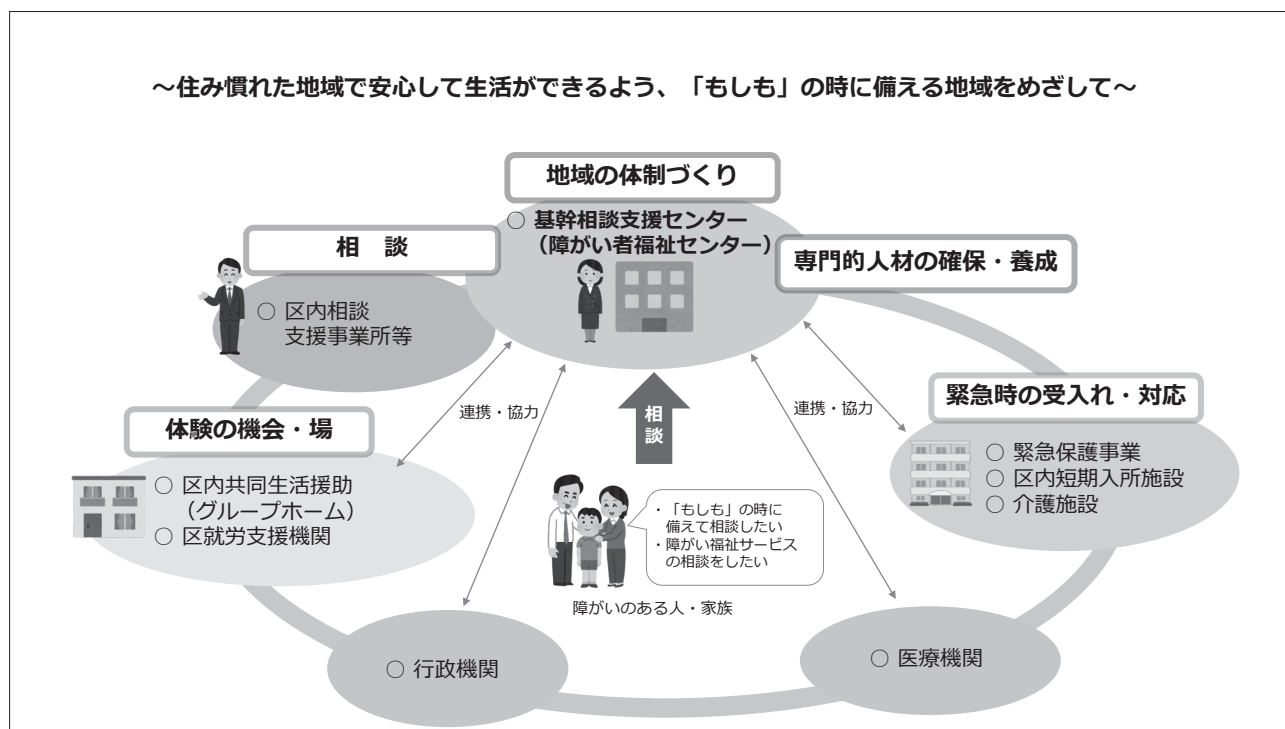 ～住み慣れた地域で安心して生活ができるよう、「もしも」の時に備える地域をめざして～
地域の体制づくり
○ 基幹相談支援センター
（障がい者福祉センター）
相　談
○ 区内相談
支援事業所等
専門的人材の確保・養成
体験の機会・場
○ 区内共同生活援助
（グループホーム）
○ 区就労支援機関
連携・協力
相談
連携・協力
緊急時の受入れ・対応
○ 緊急保護事業
○ 区内短期入所施設
○ 介護施設
・「もしも」の時に
備えて相談したい
・障がい福祉サービス
の相談をしたい
障がいのある人・家族
○ 行政機関
○ 医療機関